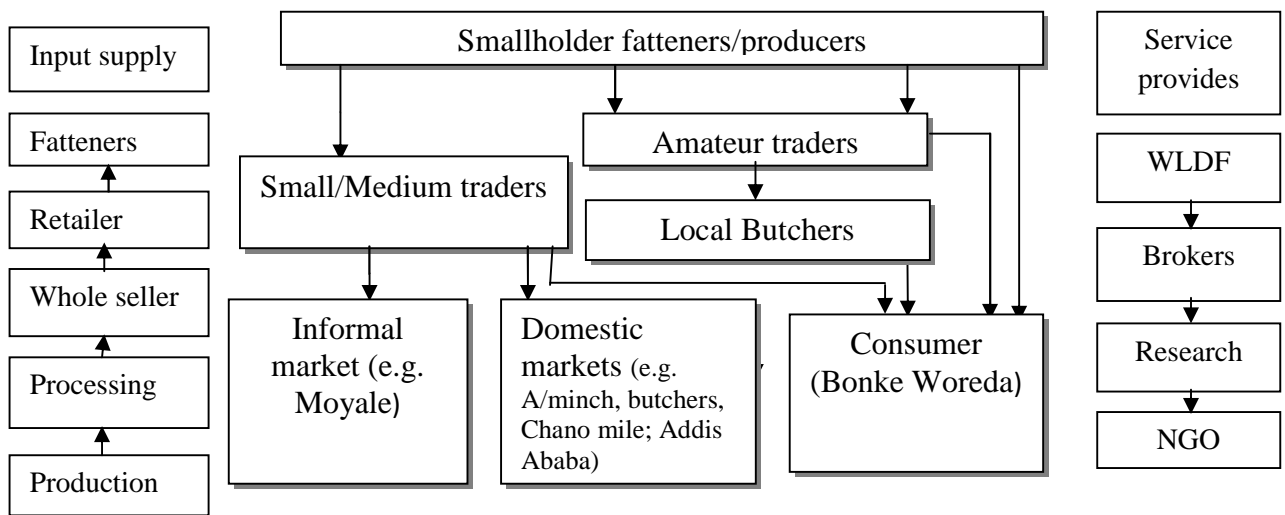 Input supply
Fatteners
Retailer
Whole seller
Processing
Production
Smallholder fatteners/producers
Amateur traders
Small/Medium traders
Local Butchers
Informal
market (e.g.
Moyale)
Domestic
markets (e.g.
A/minch, butchers,
Chano mile; Addis
Ababa)
Consumer
(Bonke Woreda)
Service
provides
WLDF
Brokers
Research
NGO